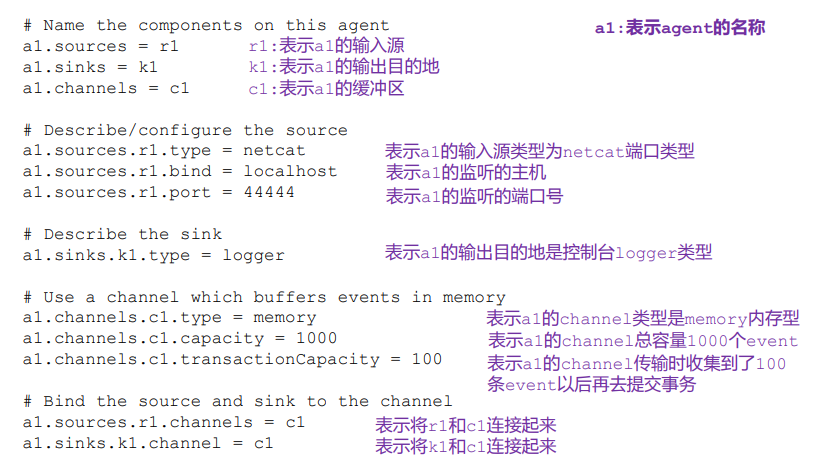 # Name the components on this agent
a1:表示agent的名称
a1.sources = r1 r1:表示a1的输入源
a1.sinks = k1 k1:表示a1的输出目的地
a1.channels = c1 c1:表示a1的缓冲区
# Describe/configure the source
a1.sources.r1.type = netcat 表示a1的输入源类型为netcat端口类型
a1.sources.r1.bind = localhost 表示a1的监听的主机
a1.sources.r1.port = 44444 表示a1的监听的端口号
# Describe the sink
a1.sinks.k1.type = logger 表示a1的输出目的地是控制台logger类型
# Use a channel which buffers events in memory
a1.channels.c1.type = memory 表示a1的channel类型是memory内存型
a1.channels.c1.capacity = 1000 表示a1的channel总容量1000个event
a1.channels.c1.transactionCapacity = 100 表示a1的channel传输时收集到了100
条event以后再去提交事务
# Bind the source and sink to the channel
a1.sources.r1.channels = c1 表示将r1和c1连接起来
a1.sinks.k1.channel = c1 表示将k1和c1连接起来